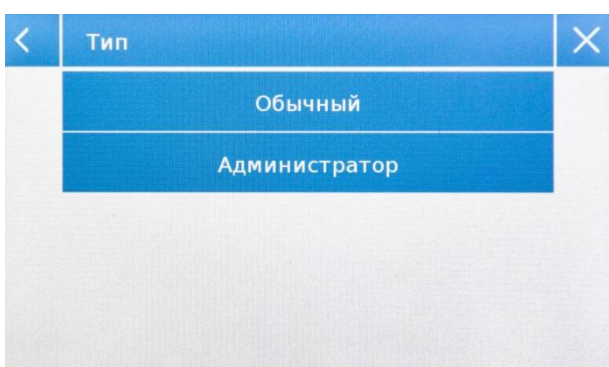 Тип
Обычный
Администратор